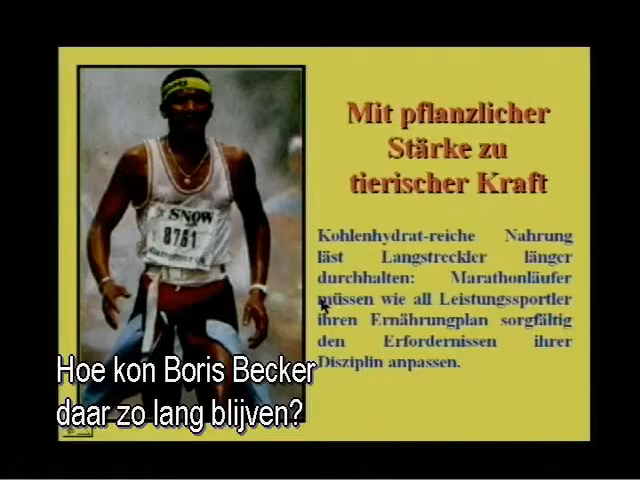 Mit pflanzlicher
Stärke zu
tierischer Kraft
SNOW
8761
Kohlenhydrat-reiche Nahrung
läst Langstreckler länger
durchhalten: Marathonläufer
müssen wie all Leistungssportler
ihren Ernährungplan sorgfältig
den Erfordernissen ihrer
Disziplin anpassen.
Hoe kon Boris Becker
daar zo lang blijven?